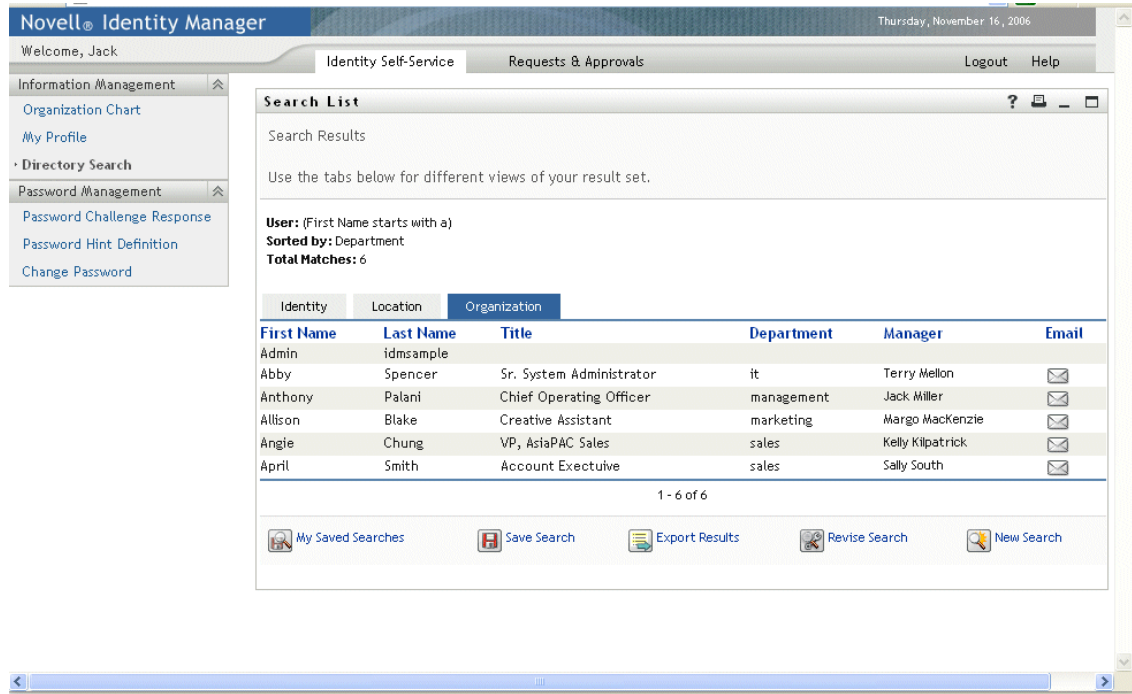 Novell® Identity Manager
Thursday, November 16, 2006
Welcome, Jack
Identity Self-Service Requests & Approvals Logout Help
Information Management
Organization Chart
My Profile
Directory Search
Password Management
Password Challenge Response
Password Hint Definition
Change Password
Search List ?
Search Results
Use the tabs below for different views of your result set.
User: (First Name starts with a)
Sorted by: Department
Total Matches: 6
Identity Location Organization
First Name Last Name Title Department Manager Email
Admin idmsample
Abby Spencer Sr. System Administrator it Terry Mellon
Anthony Palani Chief Operating Officer management Jack Miller
Allison Blake Creative Assistant marketing Margo MacKenzie
Angie Chung VP, AsiaPAC Sales sales Kelly Kilpatrick
April Smith Account Exectuive sales Sally South
1 - 6 of 6
My Saved Searches Save Search Export Results Revise Search New Search